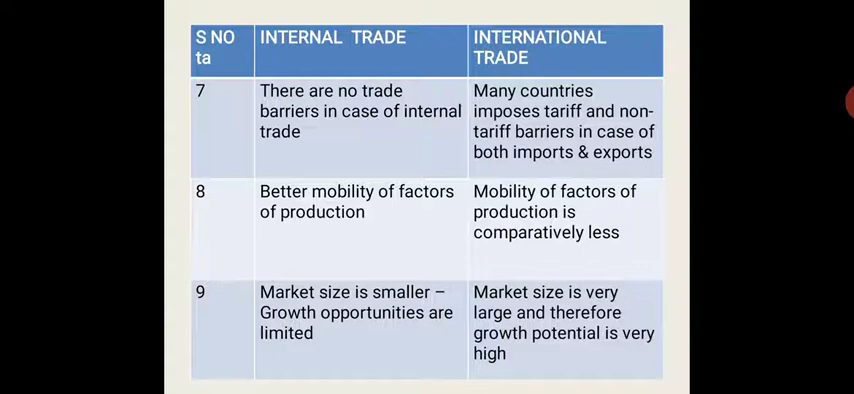 S NO INTERNAL TRADE INTERNATIONAL
ta TRADE
7 There are no trade Many countries
barriers in case of internal imposes tariff and non-
trade tariff barriers in case of
both imports & exports
8 Better mobility of factors Mobility of factors of
of production production is
comparatively less
9 Market size is smaller – Market size is very
Growth opportunities are large and therefore
limited growth potential is very
high